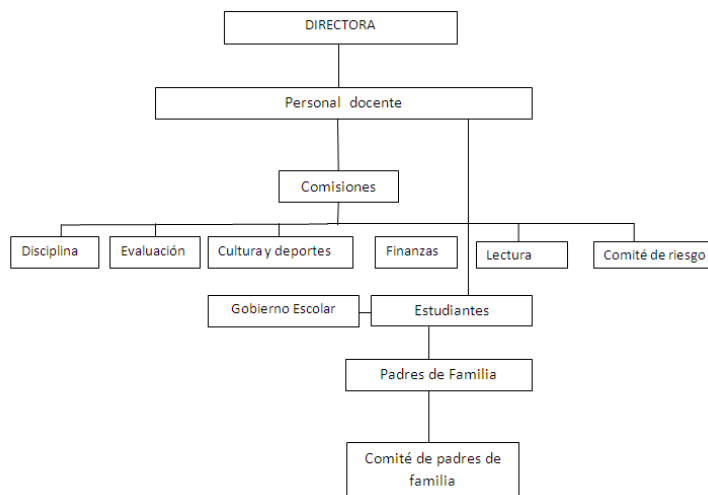 DIRECTORA
Personal docente
Comisiones
Disciplina
Evaluación
Cultura y deportes
Finanzas
Lectura
Comité de riesgo
Gobierno Escolar
Estudiantes
Padres de Familia
Comité de padres de
familia